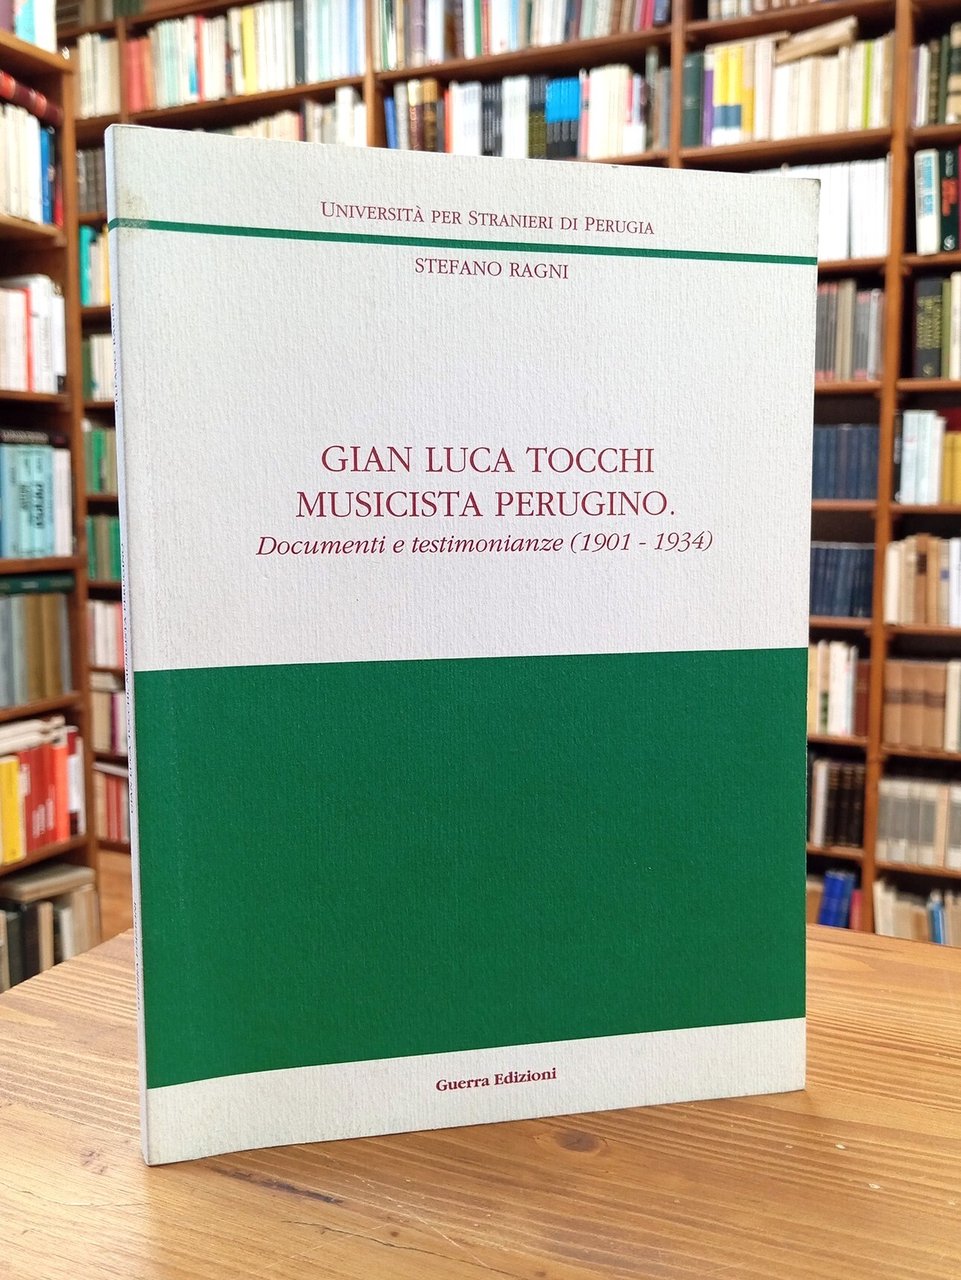 UNIVERSITÀ PER STRANIERI DI PERUGIA
STEFANO RAGNI
GIAN LUCA TOCCHI
MUSICISTA PERUGINO.
Documenti e testimonianze (1901 - 1934)
Guerra Edizioni